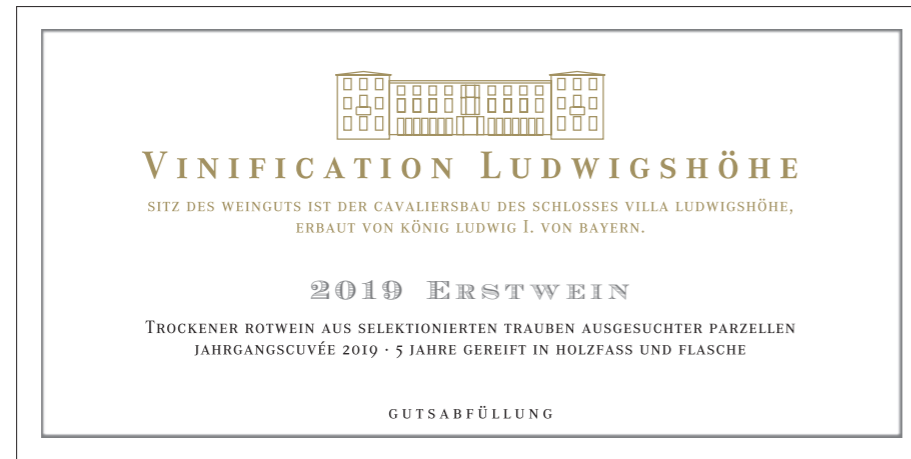 Vinification Ludwigshöhe
sitz des weinguts ist der cavaliersbau des schlosses villa ludwigshöhe,
erbaut von könig ludwig I. von bayern.
2019 Erstwein
Trockener rotwein aus selektionierten trauben ausgesuchter parzellen
jahrgangscuvée 2019 · 5 jahre gereift in holzfass und flasche
gutsabfüllung